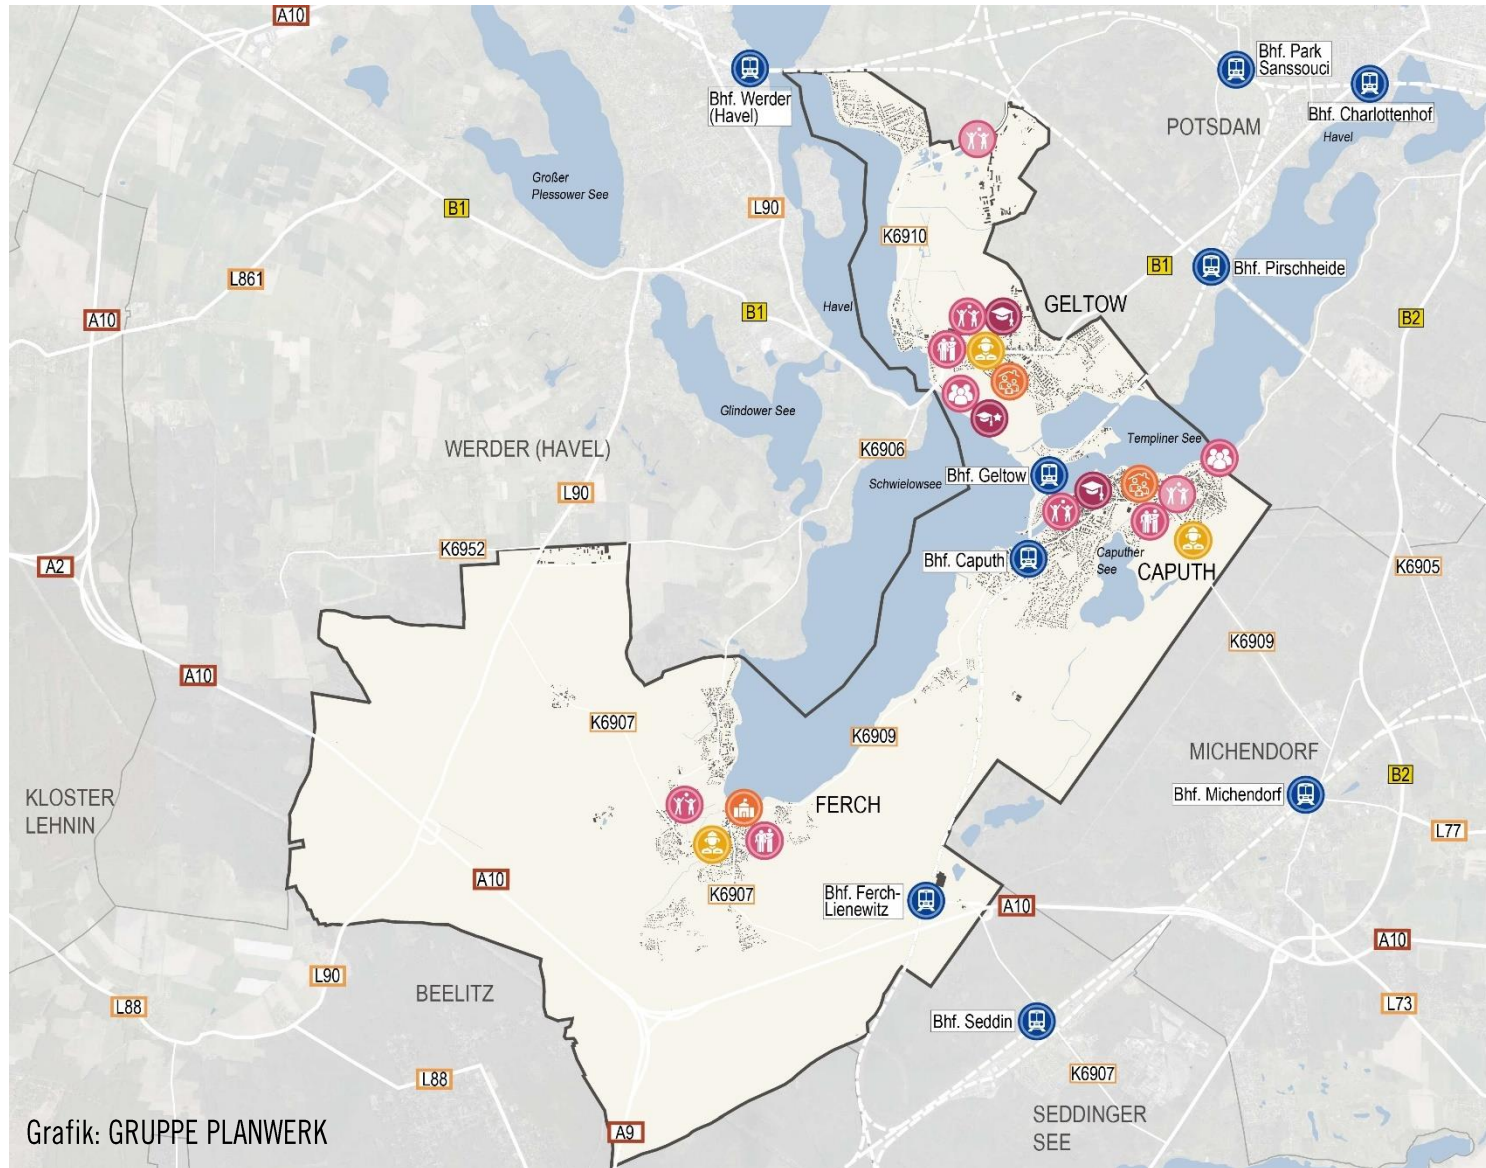 A10
Bhf. Werder
(Havel)
Bhf. Park
Sanssouci
Bhf. Charlottenhof
POTSDAM
Havel
Großer
Plessower See
B1
L90
K6910
L861
B1
Bhf. Pirschheide
A10
Havel
B1
GELTOW
B2
Glindower See
WERDER (HAVEL)
K6906
Templiner See
L90
Schwielowsee
Bhf. Geltow
K6952
A2
Bhf. Caputh
Caputher
See
CAPUTH
K6905
K6909
A10
K6907
K6909
MICHENDORF
B2
KLOSTER
LEHNIN
FERCH
Bhf. Michendorf
L77
A10
K6907
Bhf. Ferch-
Lienewitz
A10
A10
L90
BEELITZ
L88
L73
Bhf. Seddin
L88
K6907
SEDDINGER
SEE
Grafik: GRUPPE PLANWERK
A9